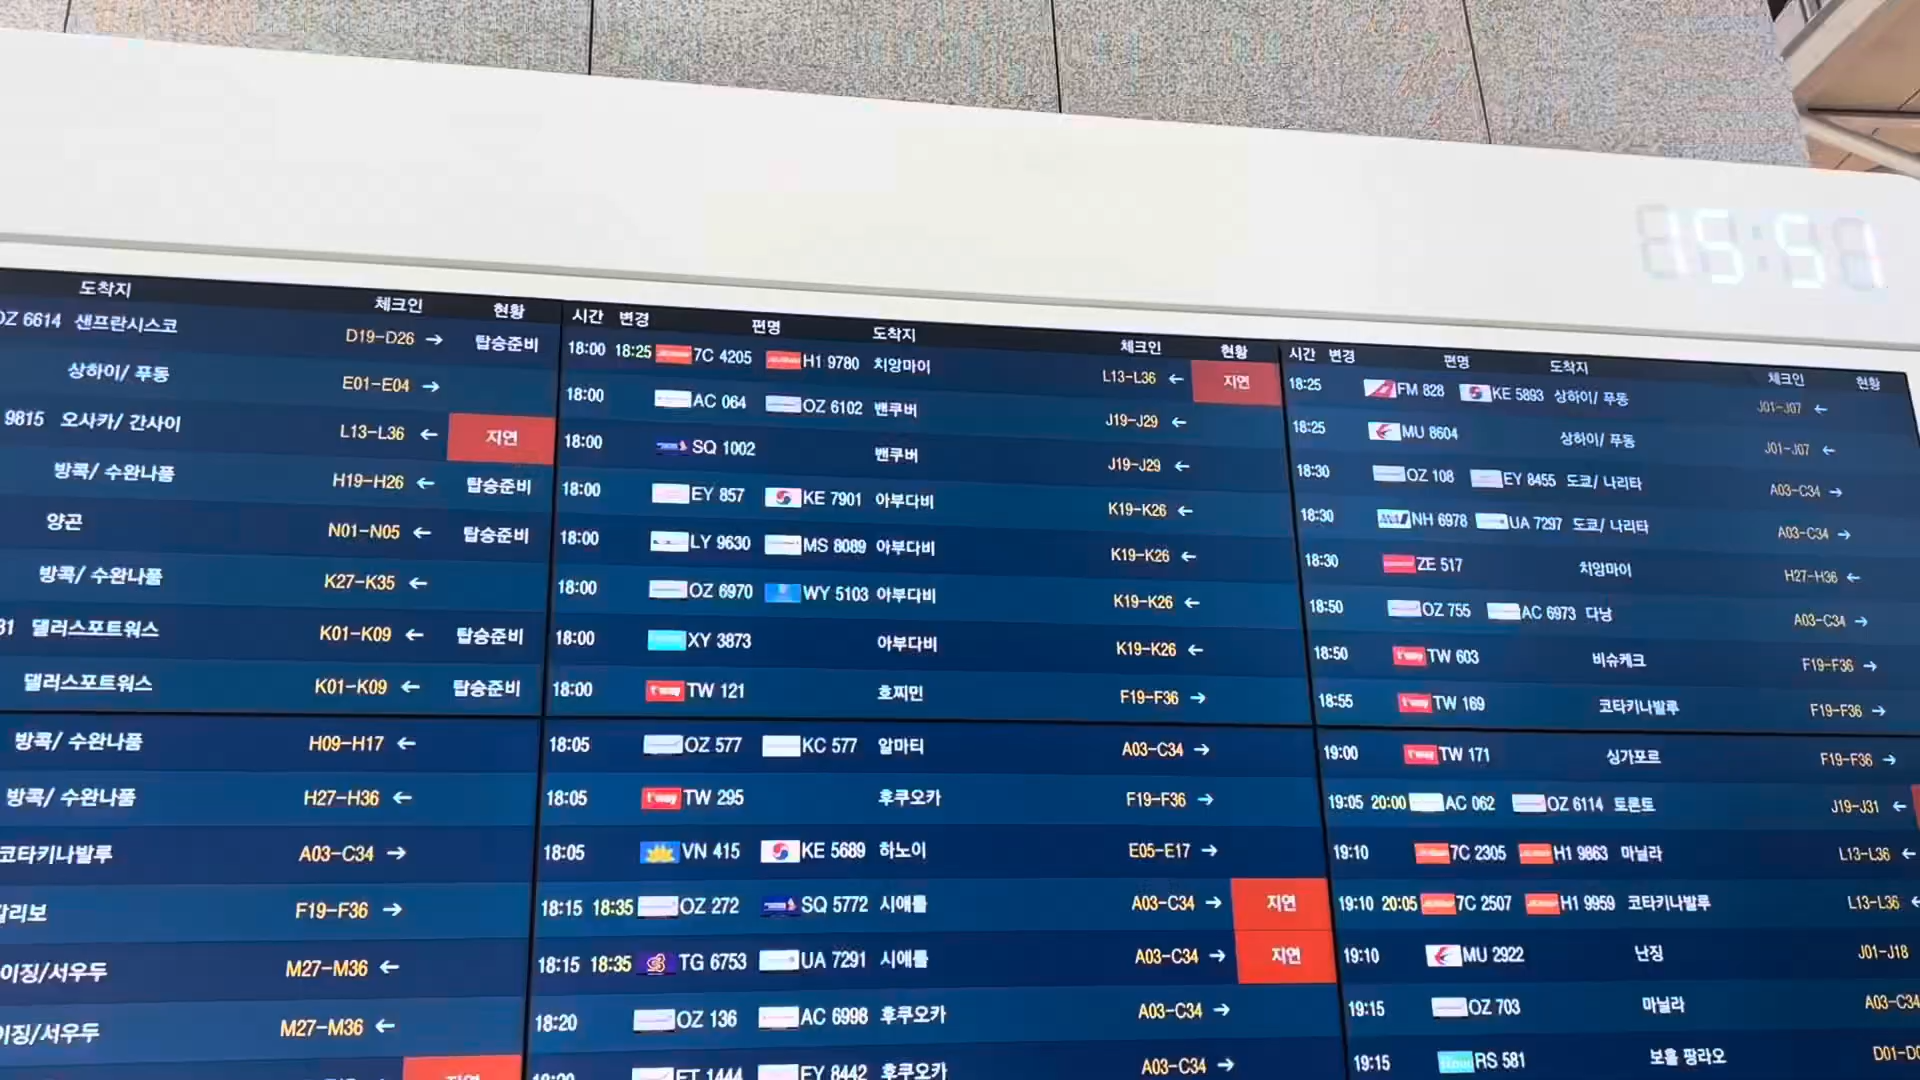 15:51
도착지 체크인 현황
OZ 6614 샌프란시스코 D19-D26 → 탑승준비
상하이/ 푸동 E01-E04 →
9815 오사카/ 간사이 L13-L36 ← 지연
방콕/ 수완나품 H19-H26 ← 탑승준비
양곤 N01-N05 ← 탑승준비
방콕/ 수완나품 K27-K35 ←
31 댈러스포트워스 K01-K09 ← 탑승준비
댈러스포트워스 K01-K09 ← 탑승준비
방콕/ 수완나품 H09-H17 ←
방콕/ 수완나품 H27-H36 ←
코타키나발루 A03-C34 →
갈리보 F19-F36 →
이징/서우두 M27-M36 ←
이징/서우두 M27-M36 ←
지연
시간 변경 편명 도착지 체크인 현황
18:00 18:25 7C 4205 H1 9780 치앙마이 L13-L36 ← 지연
18:00 AC 064 OZ 6102 밴쿠버 J19-J29 ←
18:00 SQ 1002 밴쿠버 J19-J29 ←
18:00 EY 857 KE 7901 아부다비 K19-K26 ←
18:00 LY 9630 MS 8089 아부다비 K19-K26 ←
18:00 OZ 6970 WY 5103 아부다비 K19-K26 ←
18:00 XY 3873 아부다비 K19-K26 ←
18:00 t'way TW 121 호찌민 F19-F36 →
18:05 OZ 577 KC 577 알마티 A03-C34 →
18:05 t'way TW 295 후쿠오카 F19-F36 →
18:05 VN 415 KE 5689 하노이 E05-E17 →
18:15 18:35 OZ 272 SQ 5772 시애틀 A03-C34 → 지연
18:15 18:35 TG 6753 UA 7291 시애틀 A03-C34 → 지연
18:20 OZ 136 AC 6998 후쿠오카 A03-C34 →
18:20 ET 1444 EY 8442 후쿠오카 A03-C34 →
시간 변경 편명 도착지 체크인 현황
18:25 FM 828 KE 5893 상하이/ 푸동 J01-J07 ←
18:25 MU 8604 상하이/ 푸동 J01-J07 ←
18:30 OZ 108 EY 8455 도쿄/ 나리타 A03-C34 →
18:30 NH 6978 UA 7297 도쿄/ 나리타 A03-C34 →
18:30 ZE 517 치앙마이 H27-H36 ←
18:50 OZ 755 AC 6973 다낭 A03-C34 →
18:50 t'way TW 603 비슈케크 F19-F36 →
18:55 t'way TW 169 코타키나발루 F19-F36 →
19:00 t'way TW 171 싱가포르 F19-F36 →
19:05 20:00 AC 062 OZ 6114 토론토 J19-J31 ←
19:10 7C 2305 H1 9863 마닐라 L13-L36 ←
19:10 20:05 7C 2507 H1 9959 코타키나발루 L13-L36 ←
19:10 MU 2922 난징 J01-J18
19:15 OZ 703 마닐라 A03-C34
19:15 RS 581 보홀 팡라오